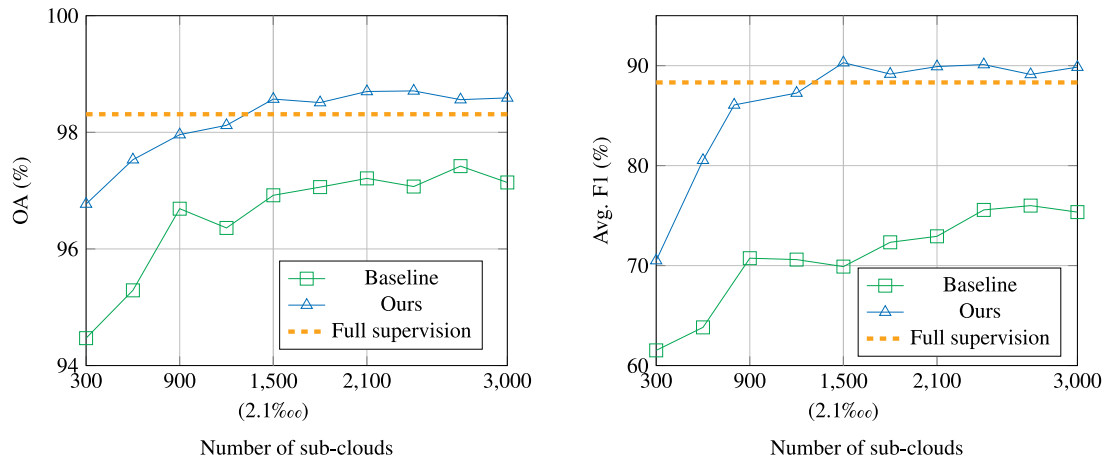 100
98
96
94
OA (%)
Baseline
Ours
Full supervision
300
900
1,500
2,100
3,000
(2.1‱)
Number of sub-clouds
90
80
70
60
Avg. F1 (%)
Baseline
Ours
Full supervision
300
900
1,500
2,100
3,000
(2.1‱)
Number of sub-clouds